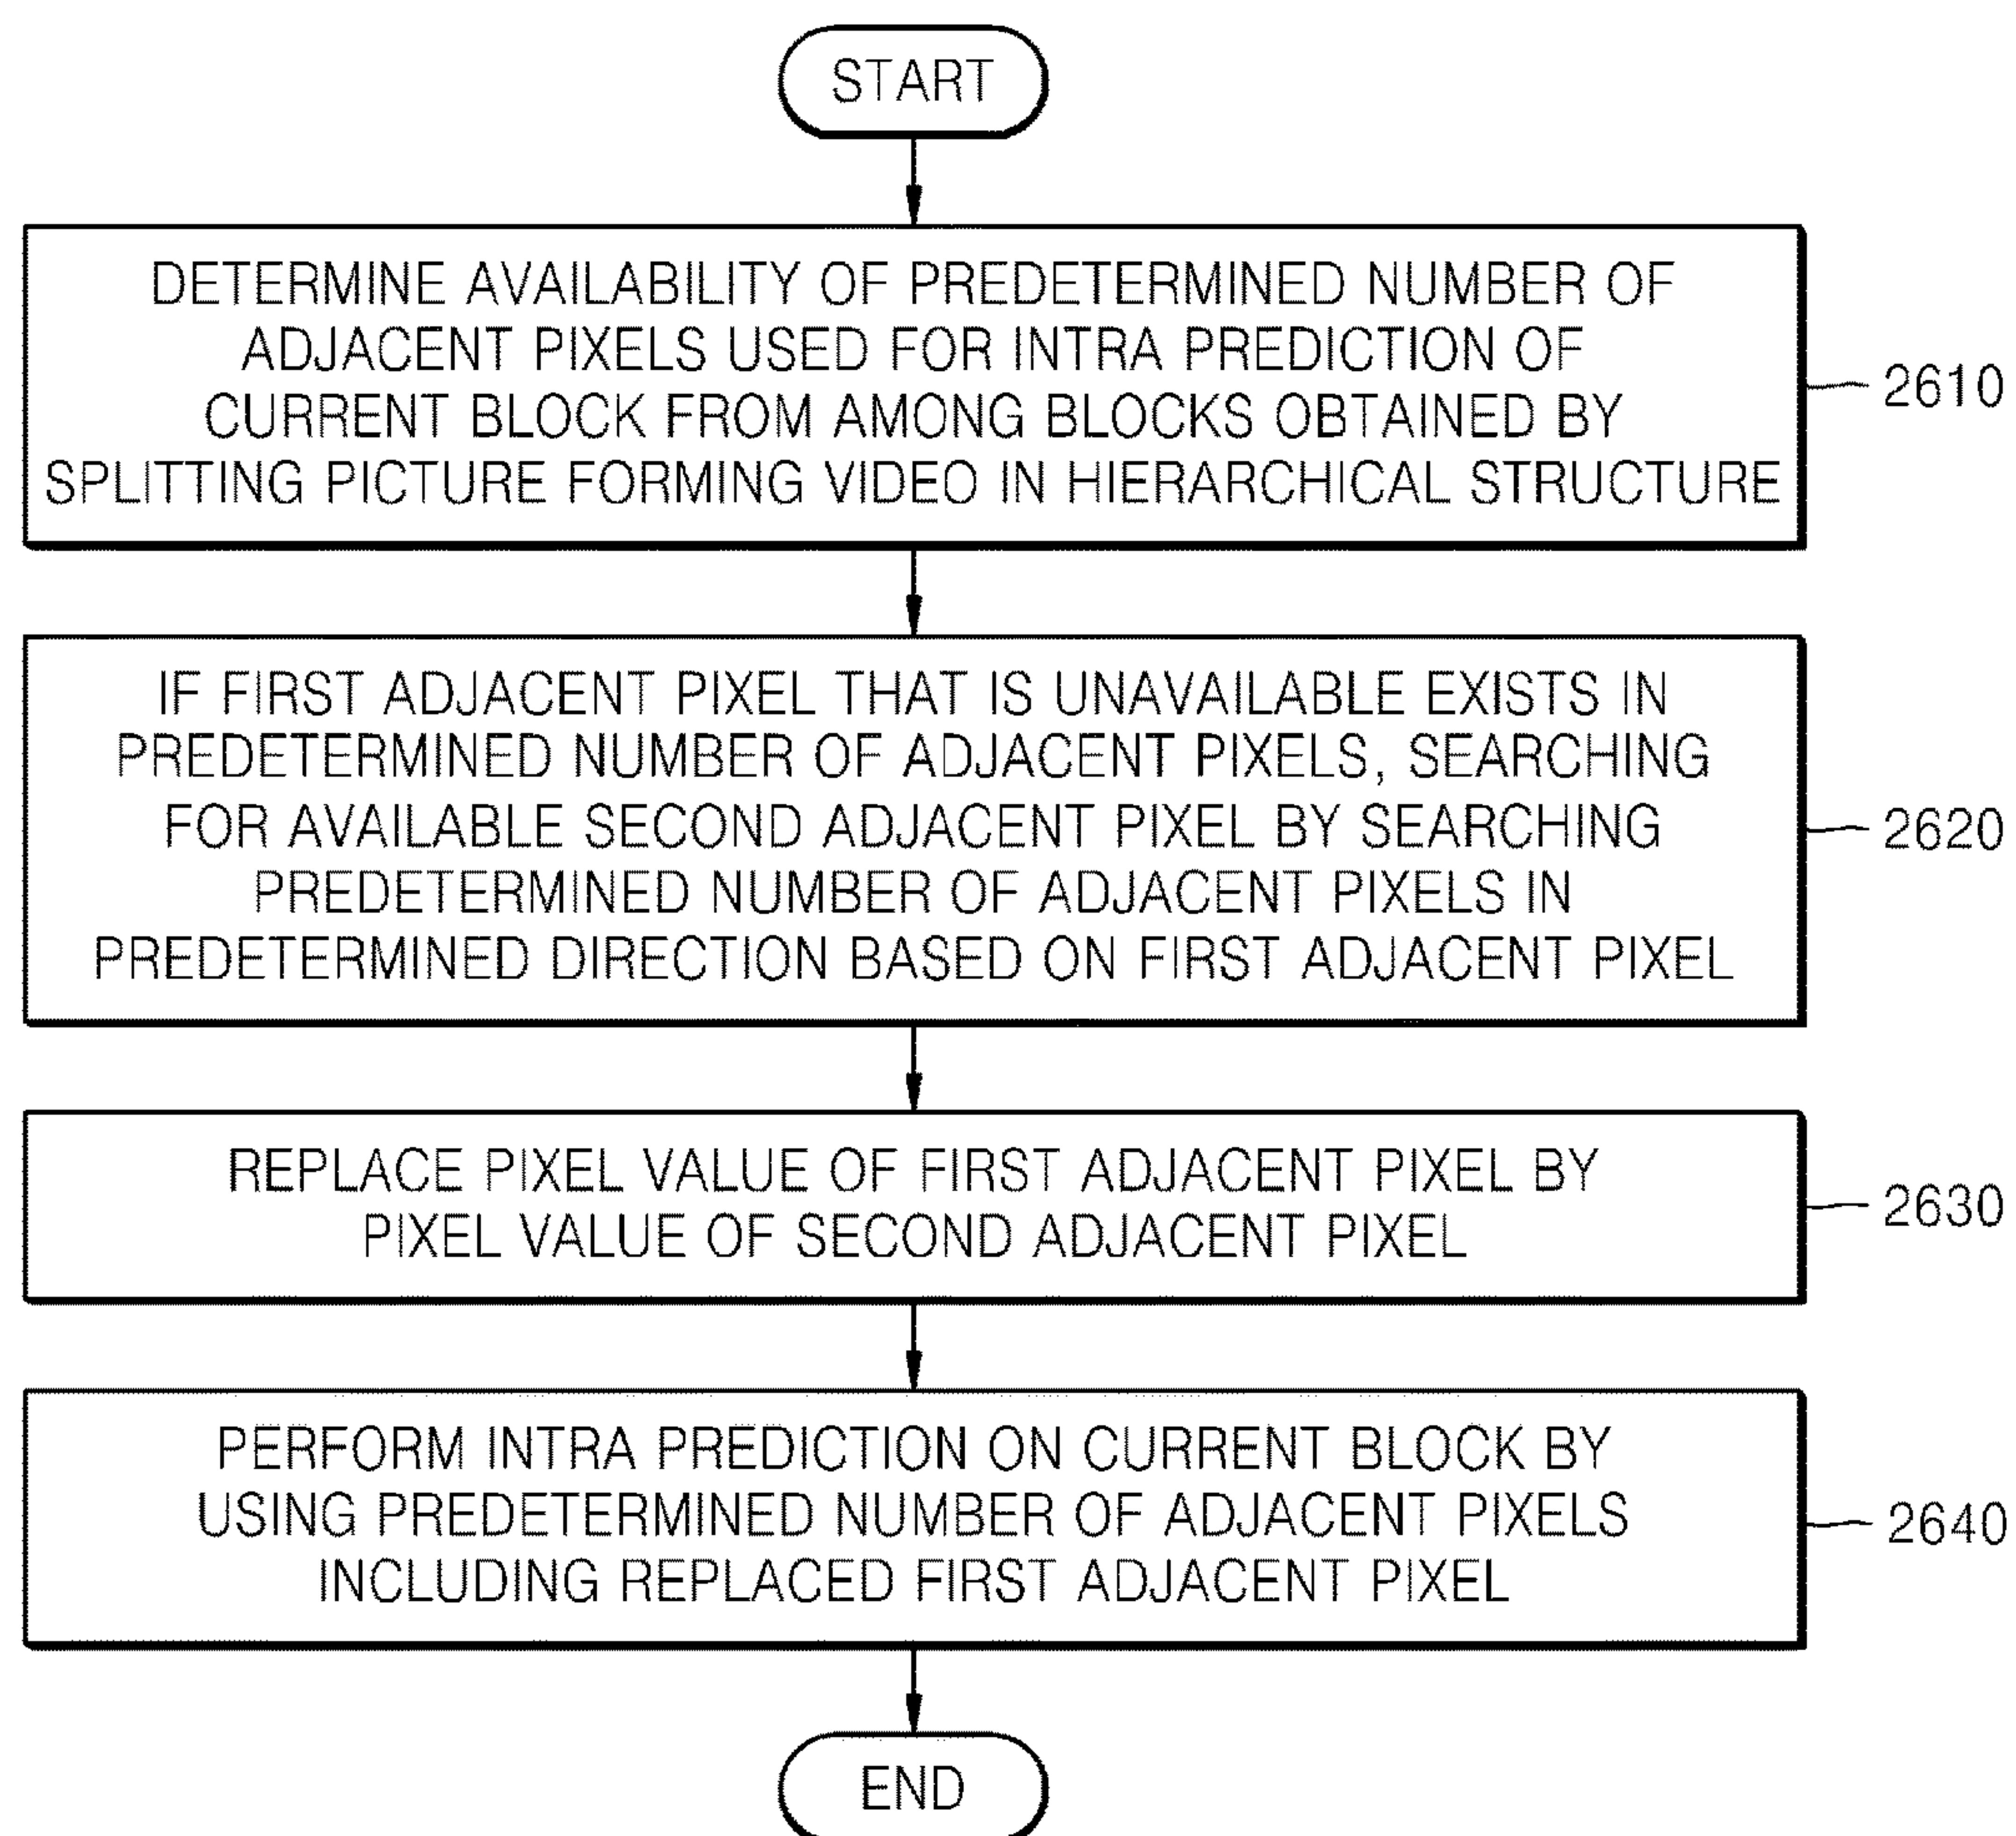 START
DETERMINE AVAILABILITY OF PREDETERMINED NUMBER OF
ADJACENT PIXELS USED FOR INTRA PREDICTION OF
CURRENT BLOCK FROM AMONG BLOCKS OBTAINED BY
SPLITTING PICTURE FORMING VIDEO IN HIERARCHICAL STRUCTURE
2610
IF FIRST ADJACENT PIXEL THAT IS UNAVAILABLE EXISTS IN
PREDETERMINED NUMBER OF ADJACENT PIXELS, SEARCHING
FOR AVAILABLE SECOND ADJACENT PIXEL BY SEARCHING
PREDETERMINED NUMBER OF ADJACENT PIXELS IN
PREDETERMINED DIRECTION BASED ON FIRST ADJACENT PIXEL
2620
REPLACE PIXEL VALUE OF FIRST ADJACENT PIXEL BY
PIXEL VALUE OF SECOND ADJACENT PIXEL
2630
PERFORM INTRA PREDICTION ON CURRENT BLOCK BY
USING PREDETERMINED NUMBER OF ADJACENT PIXELS
INCLUDING REPLACED FIRST ADJACENT PIXEL
2640
END